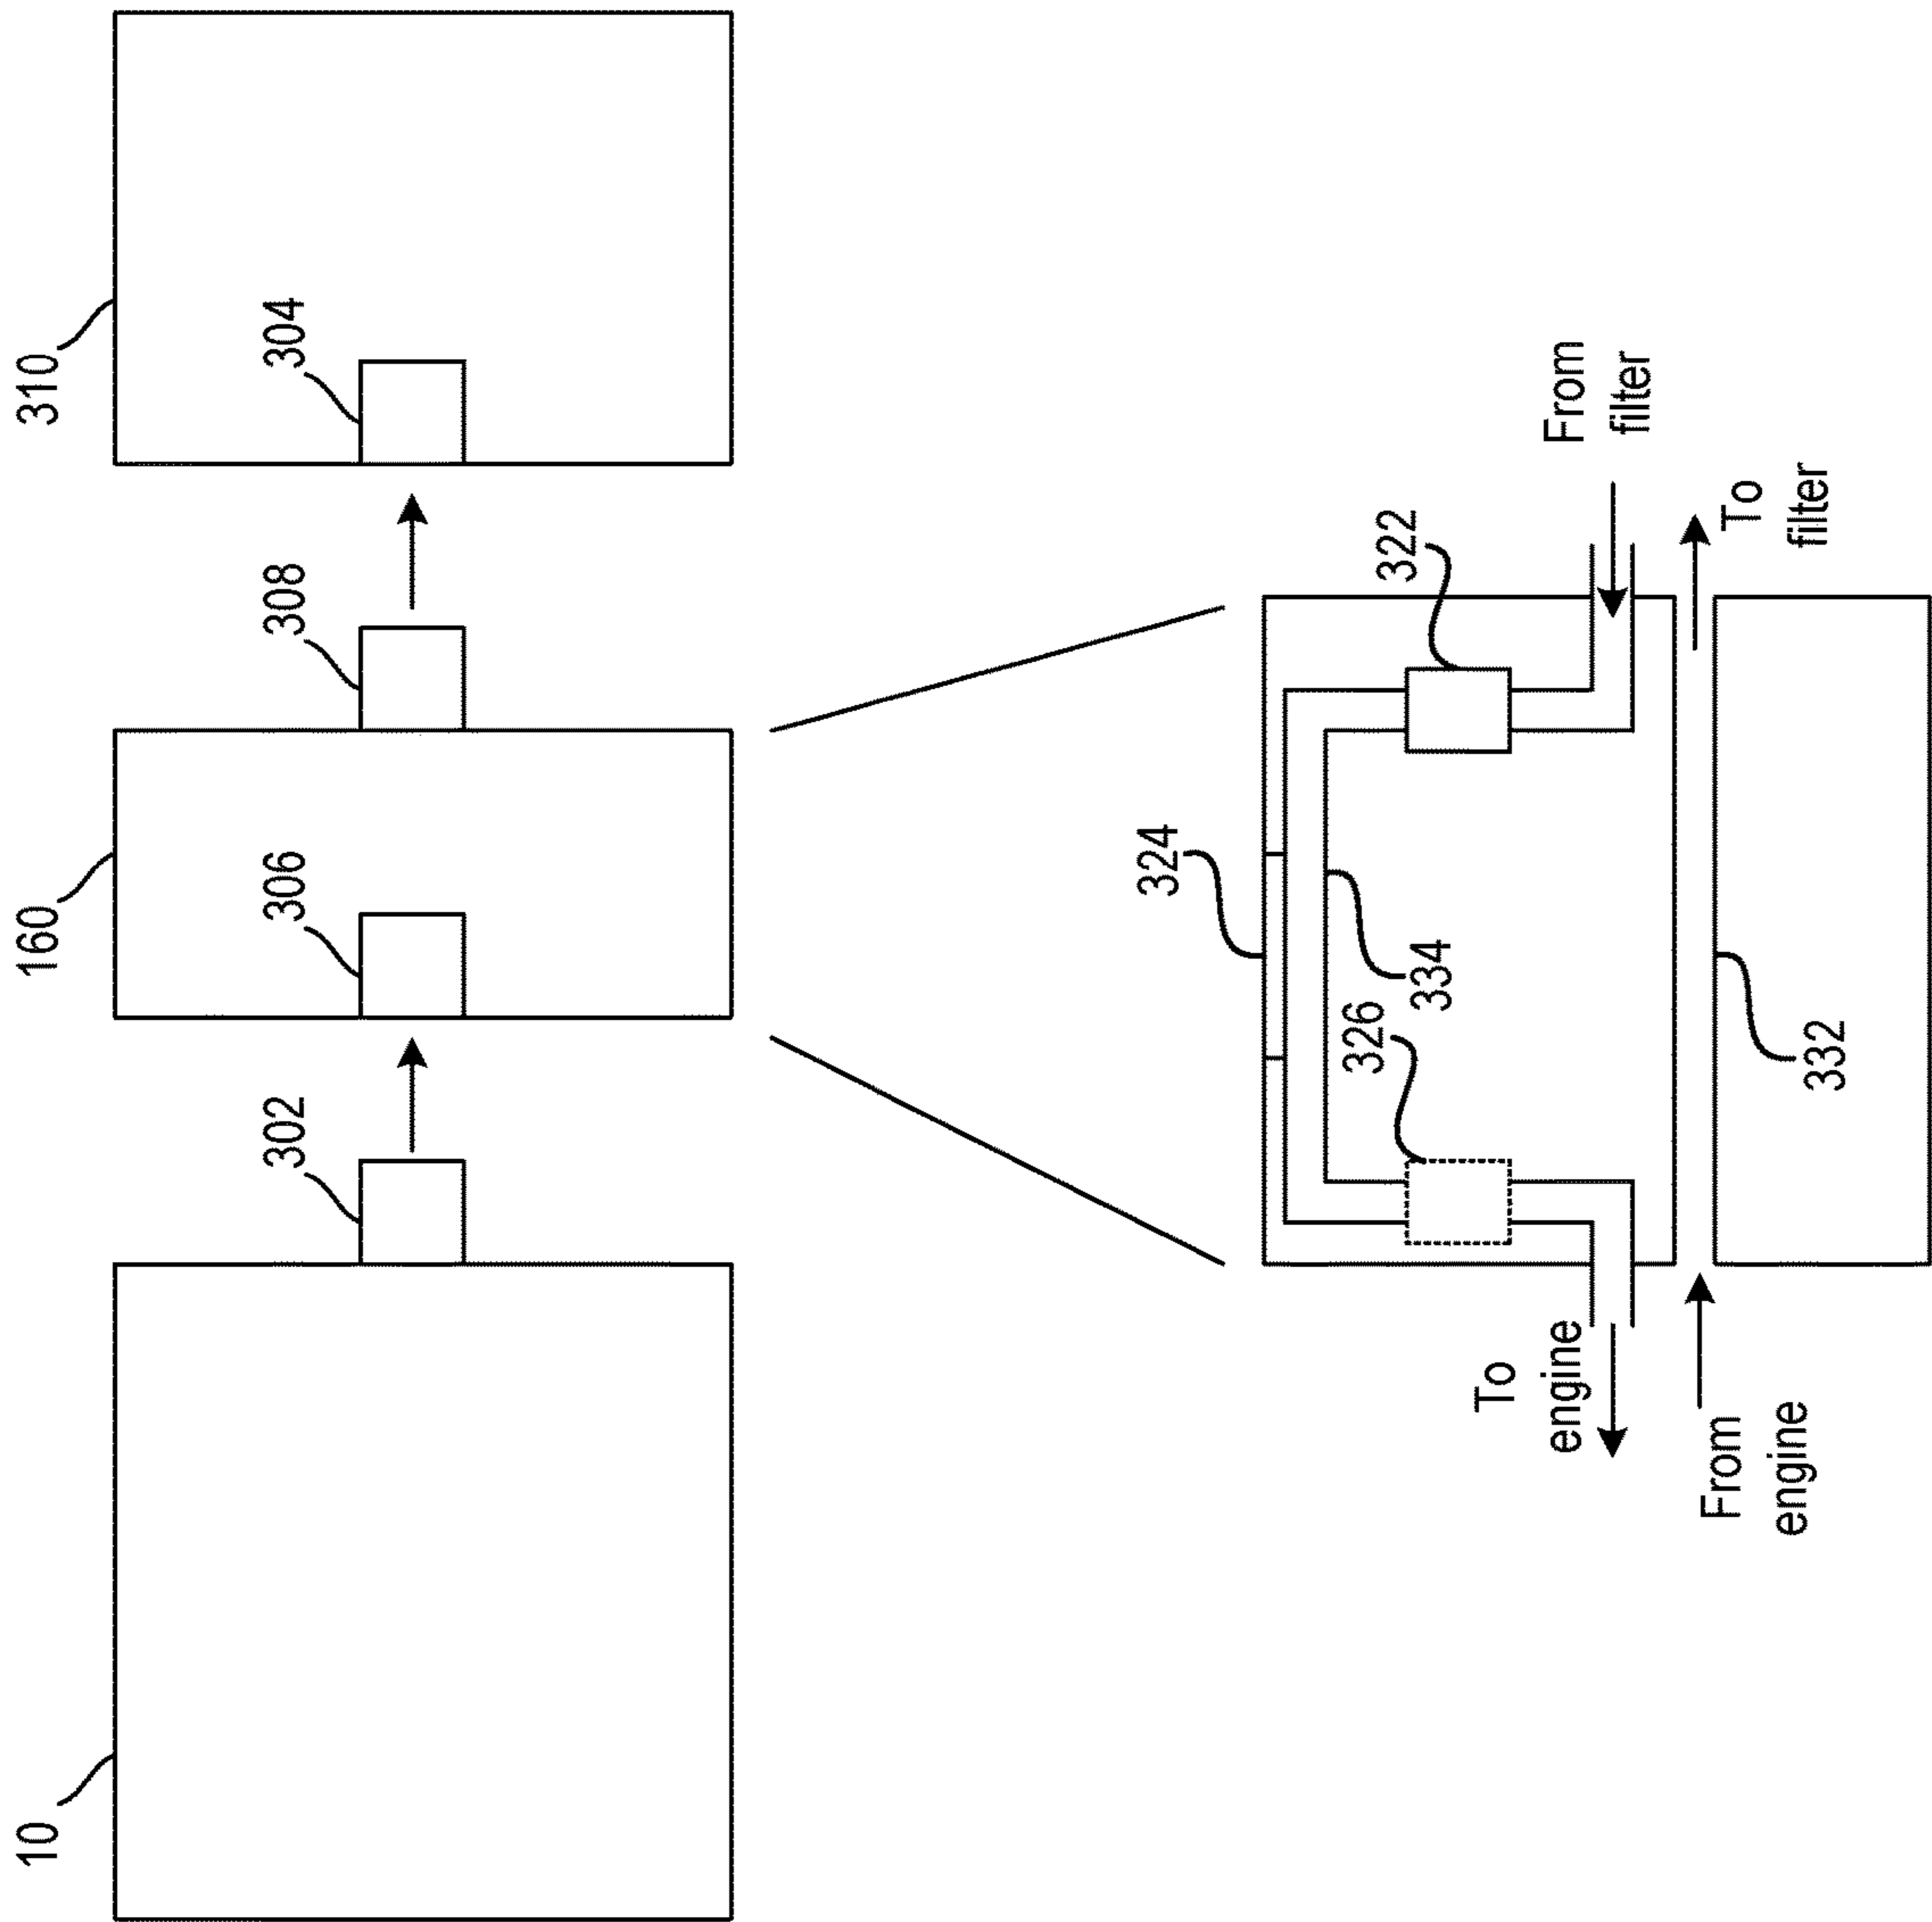 10
302
160
306
308
310
304
324
334
326
322
From
filter
To
filter
To
engine
From
engine
332